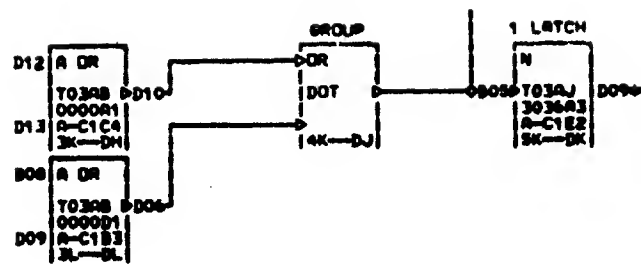 GROUP
1 LATCH
D12 A OR
OR
N
T03AB D10
DOT
B05 T03AJ D09
0000A1
3036A3
D13 A-C1C4
A-C1E2
3K—DH
4K—DJ
5K—DK
B08 A OR
T03AB D06
0000D1
D09 A-C1B3
3L—DL